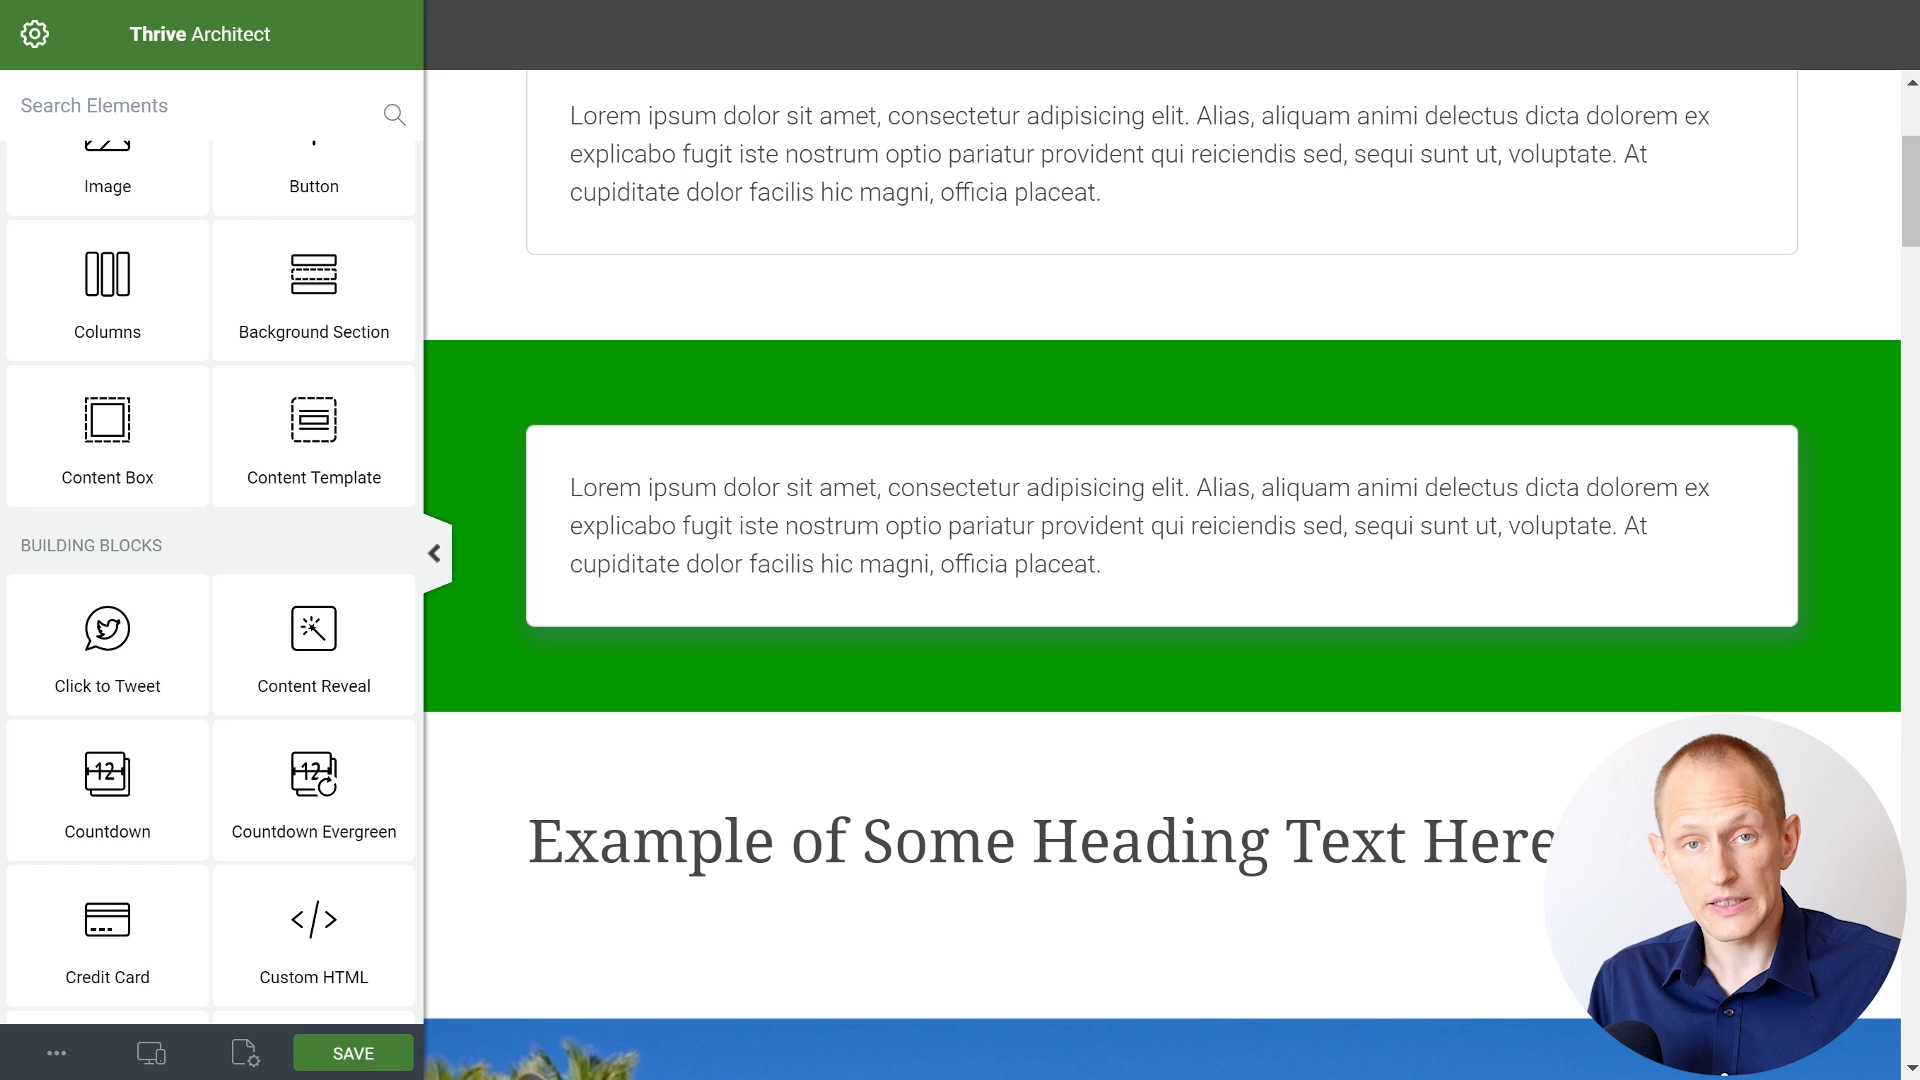 Thrive Architect
Search Elements
Image
Button
Columns
Background Section
Content Box
Content Template
BUILDING BLOCKS
Click to Tweet
Content Reveal
12
Countdown
12
Countdown Evergreen
Credit Card
</>
Custom HTML
SAVE
Lorem ipsum dolor sit amet, consectetur adipisicing elit. Alias, aliquam animi delectus dicta dolorem ex
explicabo fugit iste nostrum optio pariatur provident qui reiciendis sed, sequi sunt ut, voluptate. At
cupiditate dolor facilis hic magni, officia placeat.
Lorem ipsum dolor sit amet, consectetur adipisicing elit. Alias, aliquam animi delectus dicta dolorem ex
explicabo fugit iste nostrum optio pariatur provident qui reiciendis sed, sequi sunt ut, voluptate. At
cupiditate dolor facilis hic magni, officia placeat.
Example of Some Heading Text Here